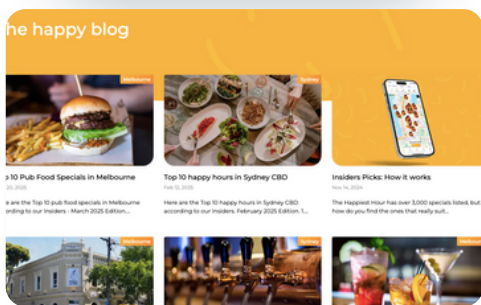 he happy blog
Melbourne
Sydney
p 10 Pub Food Specials in Melbourne
20, 2025
e are the Top 10 pub food specials in Melbourne
ording to our Insiders - March 2025 Edition...
Top 10 happy hours in Sydney CBD
Feb 12, 2025
Here are the Top 10 happy hours in Sydney CBD
according to our Insiders. February 2025 Edition. 1...
Insiders Picks: How it works
Nov 14, 2024
The Happiest Hour has over 3,000 specials listed, but
how do you find the ones that really suit...
Melbourne
Sydney